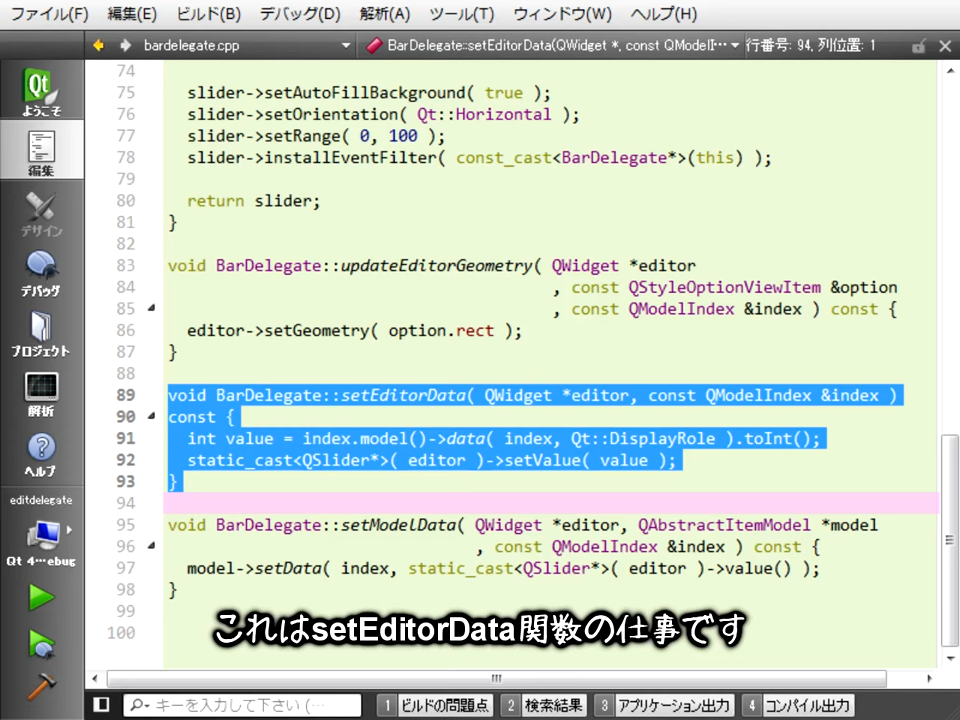 ファイル(F) 編集(E) ビルド(B) デバッグ(D) 解析(A) ツール(T) ウィンドウ(W) ヘルプ(H)
bardelegate.cpp BarDelegate::setEditorData(QWidget *, const QModelI… 行番号: 94, 列位置: 1
Qt
ようこそ
編集
デザイン
デバッグ
プロジェクト
解析
ヘルプ
editdelegate
Qt 4…ebug
74
75 slider->setAutoFillBackground( true );
76 slider->setOrientation( Qt::Horizontal );
77 slider->setRange( 0, 100 );
78 slider->installEventFilter( const_cast<BarDelegate*>(this) );
79
80 return slider;
81 }
82
83 void BarDelegate::updateEditorGeometry( QWidget *editor
84 , const QStyleOptionViewItem &option
85 , const QModelIndex &index ) const {
86 editor->setGeometry( option.rect );
87 }
88
89 void BarDelegate::setEditorData( QWidget *editor, const QModelIndex &index )
90 const {
91 int value = index.model()->data( index, Qt::DisplayRole ).toInt();
92 static_cast<QSlider*>( editor )->setValue( value );
93 }
94
95 void BarDelegate::setModelData( QWidget *editor, QAbstractItemModel *model
96 , const QModelIndex &index ) const {
97 model->setData( index, static_cast<QSlider*>( editor )->value() );
98 }
99
100
これはsetEditorData関数の仕事です
キーを入力して下さい (… 1 ビルドの問題点 2 検索結果 3 アプリケーション出力 4 コンパイル出力